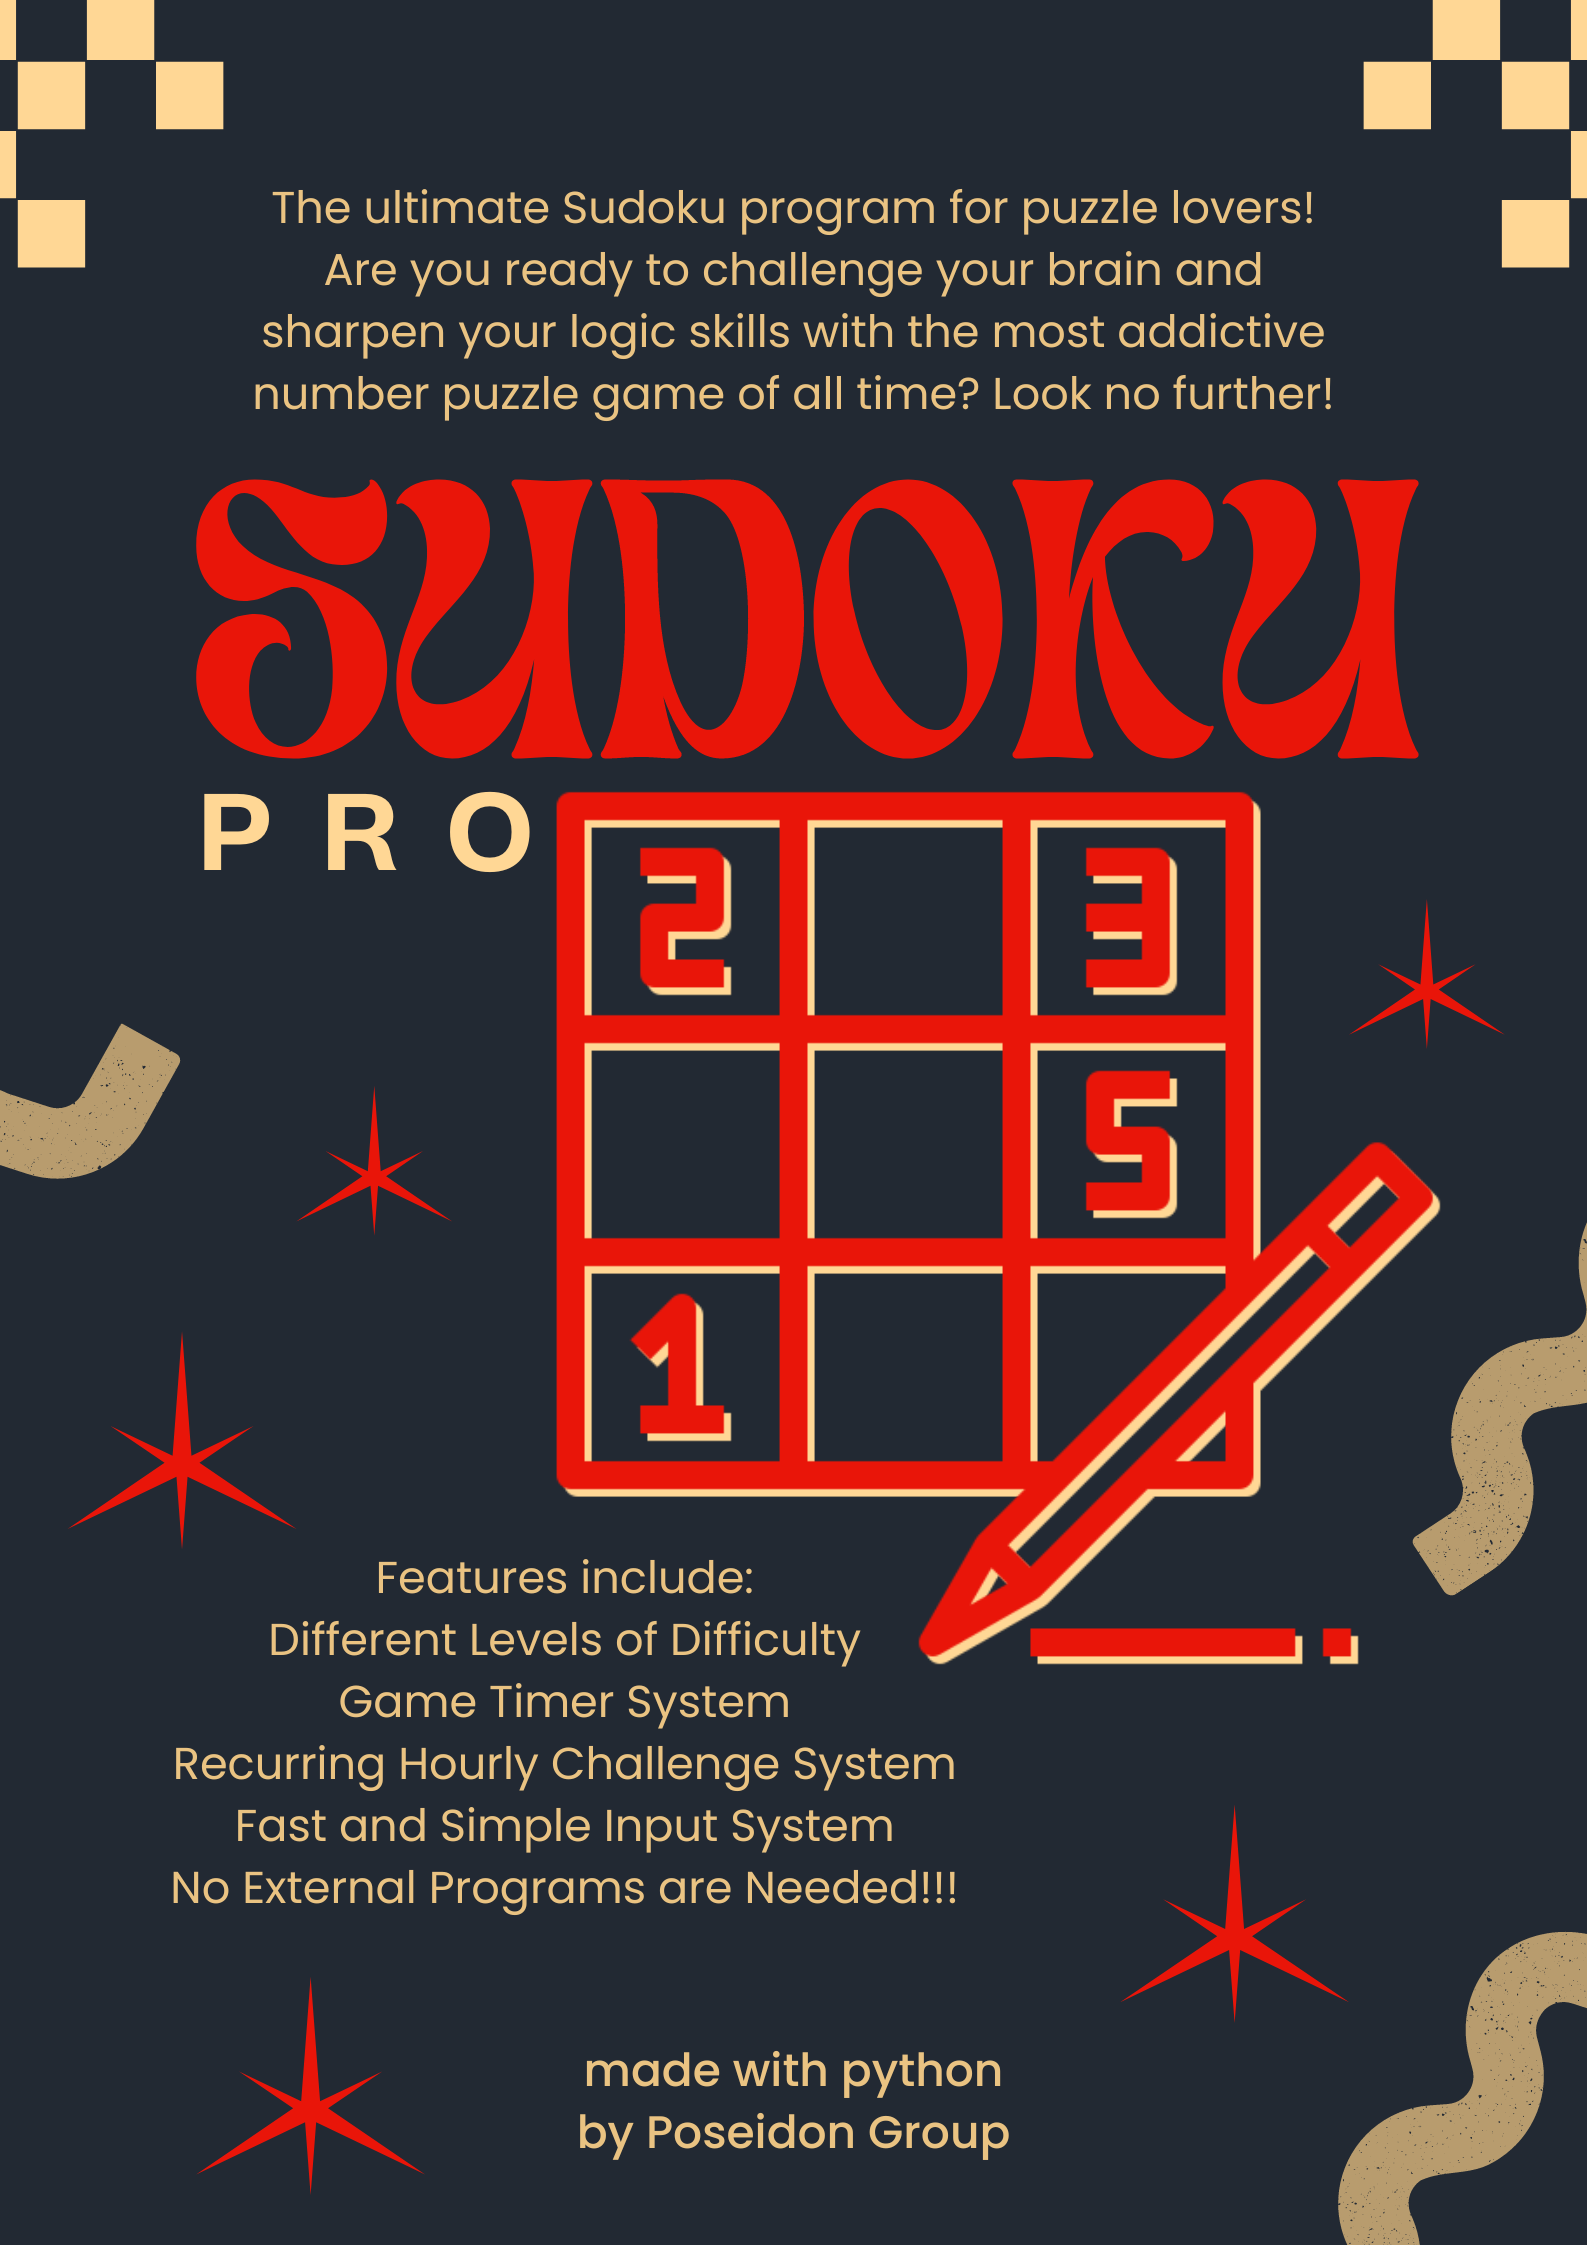 The ultimate Sudoku program for puzzle lovers!
Are you ready to challenge your brain and
sharpen your logic skills with the most addictive
number puzzle game of all time? Look no further!
SUDOKU
PRO
2 3
5
1
Features include:
Different Levels of Difficulty
Game Timer System
Recurring Hourly Challenge System
Fast and Simple Input System
No External Programs are Needed!!!
made with python
by Poseidon Group